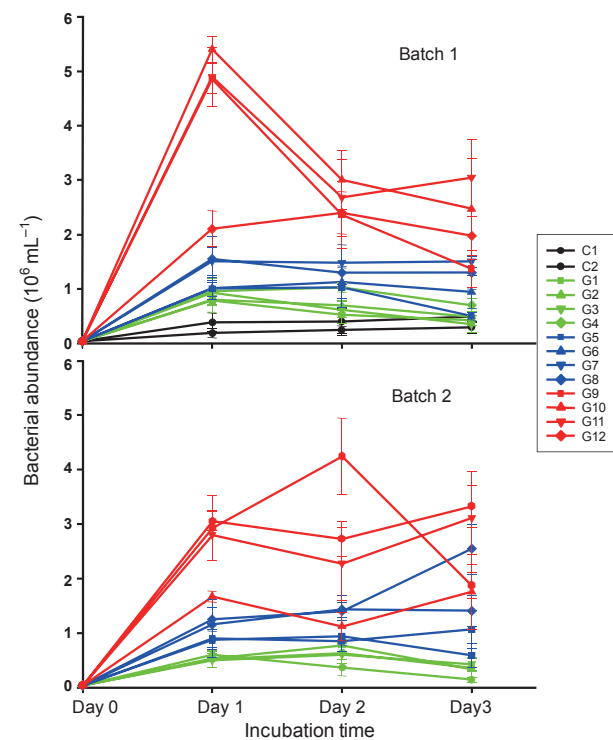 Bacterial abundance (10⁶ mL⁻¹)
6
5
4
3
2
1
0
Batch 1
6
5
4
3
2
1
0
Batch 2
Day 0 Day 1 Day 2 Day3
Incubation time
C1
C2
G1
G2
G3
G4
G5
G6
G7
G8
G9
G10
G11
G12